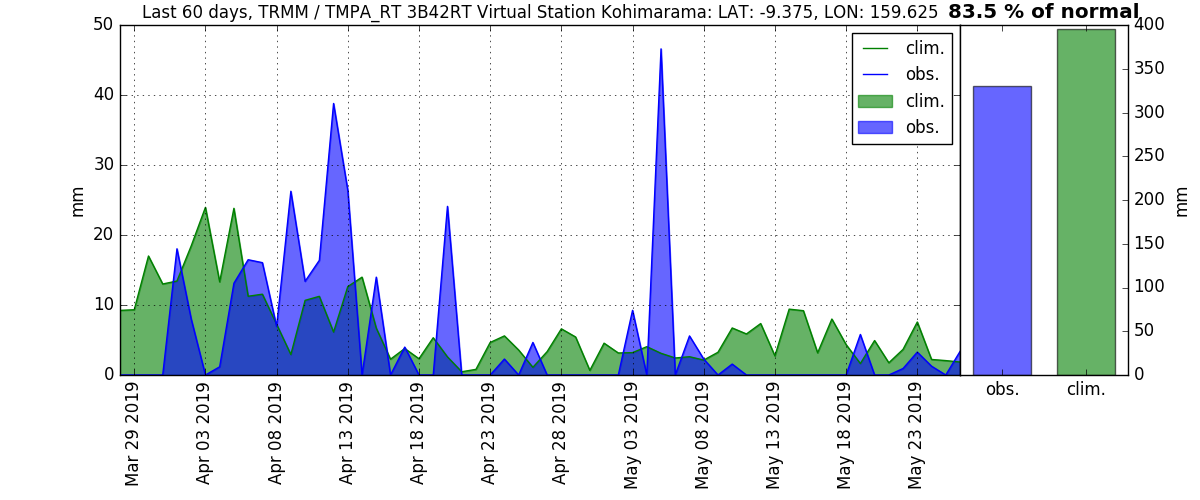 Last 60 days, TRMM / TMPA_RT 3B42RT Virtual Station Kohimarama: LAT: -9.375, LON: 159.625 83.5 % of normal
50
40
30
20
10
0
mm
clim.
obs.
clim.
obs.
400
350
300
250
200
150
100
50
0
mm
Mar 29 2019
Apr 03 2019
Apr 08 2019
Apr 13 2019
Apr 18 2019
Apr 23 2019
Apr 28 2019
May 03 2019
May 08 2019
May 13 2019
May 18 2019
May 23 2019
obs.
clim.